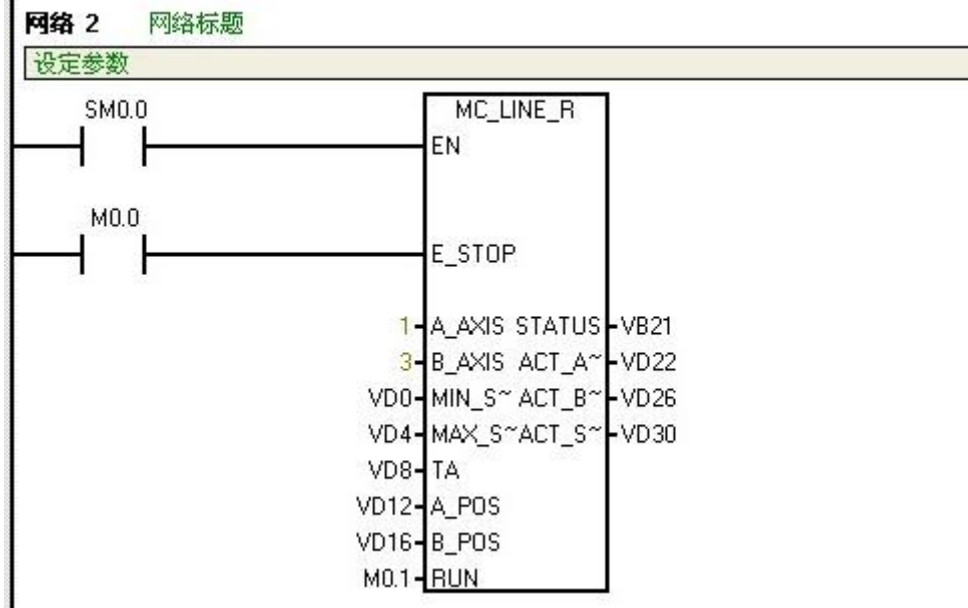 网络 2 网络标题
设定参数
SM0.0 MC_LINE_R
EN
M0.0
E_STOP
1 A_AXIS STATUS VB21
3 B_AXIS ACT_A~ VD22
VD0 MIN_S~ ACT_B~ VD26
VD4 MAX_S~ ACT_S~ VD30
VD8 TA
VD12 A_POS
VD16 B_POS
M0.1 RUN